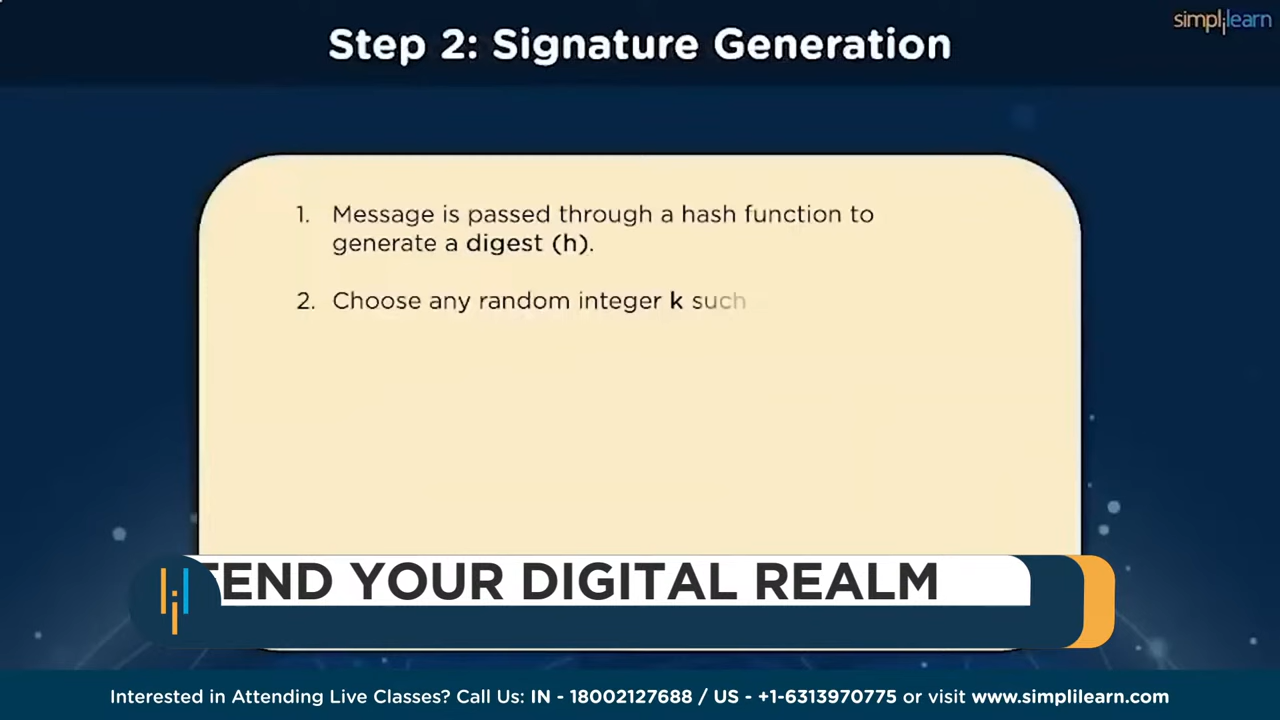 simplilearn
Step 2: Signature Generation
1. Message is passed through a hash function to
generate a digest (h).
2. Choose any random integer k such
END YOUR DIGITAL REALM
Interested in Attending Live Classes? Call Us: IN - 18002127688 / US - +1-6313970775 or visit www.simplilearn.com